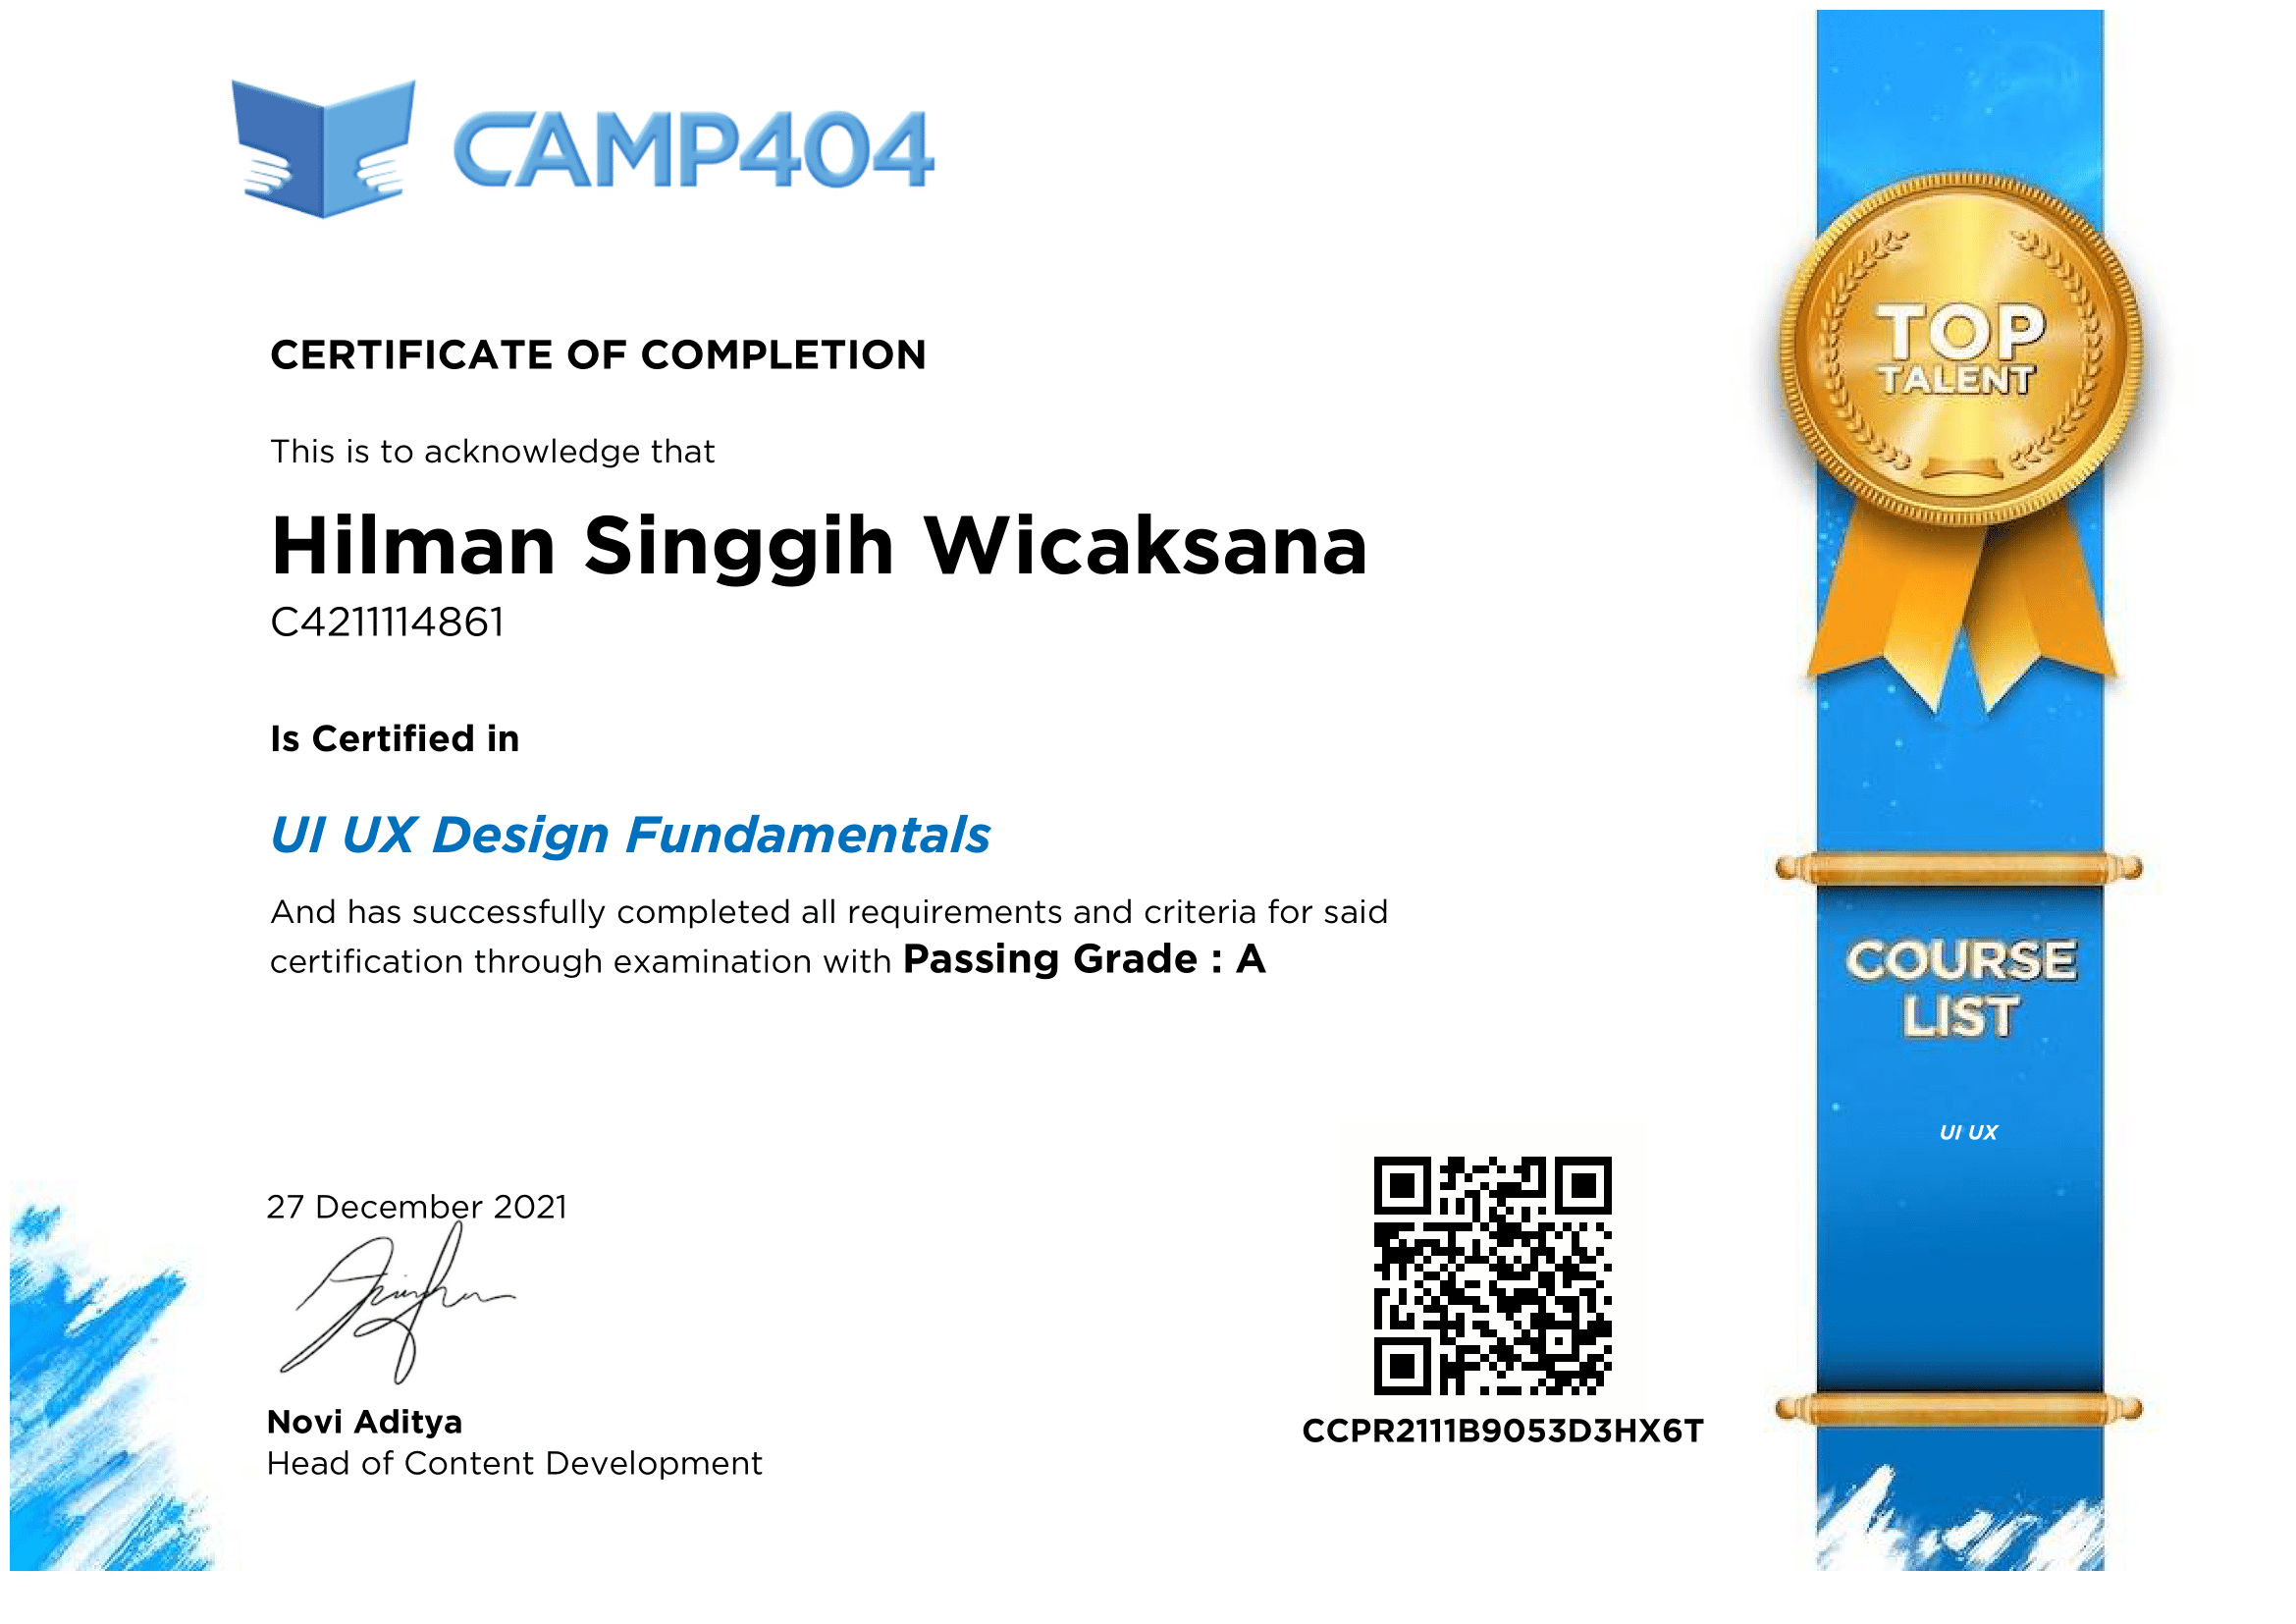 CAMP404
CERTIFICATE OF COMPLETION
This is to acknowledge that
Hilman Singgih Wicaksana
C4211114861
Is Certified in
UI UX Design Fundamentals
And has successfully completed all requirements and criteria for said
certification through examination with Passing Grade : A
27 December 2021
Novi Aditya
Head of Content Development
CCPR2111B9053D3HX6T
TOP
TALENT
COURSE
LIST
UI UX